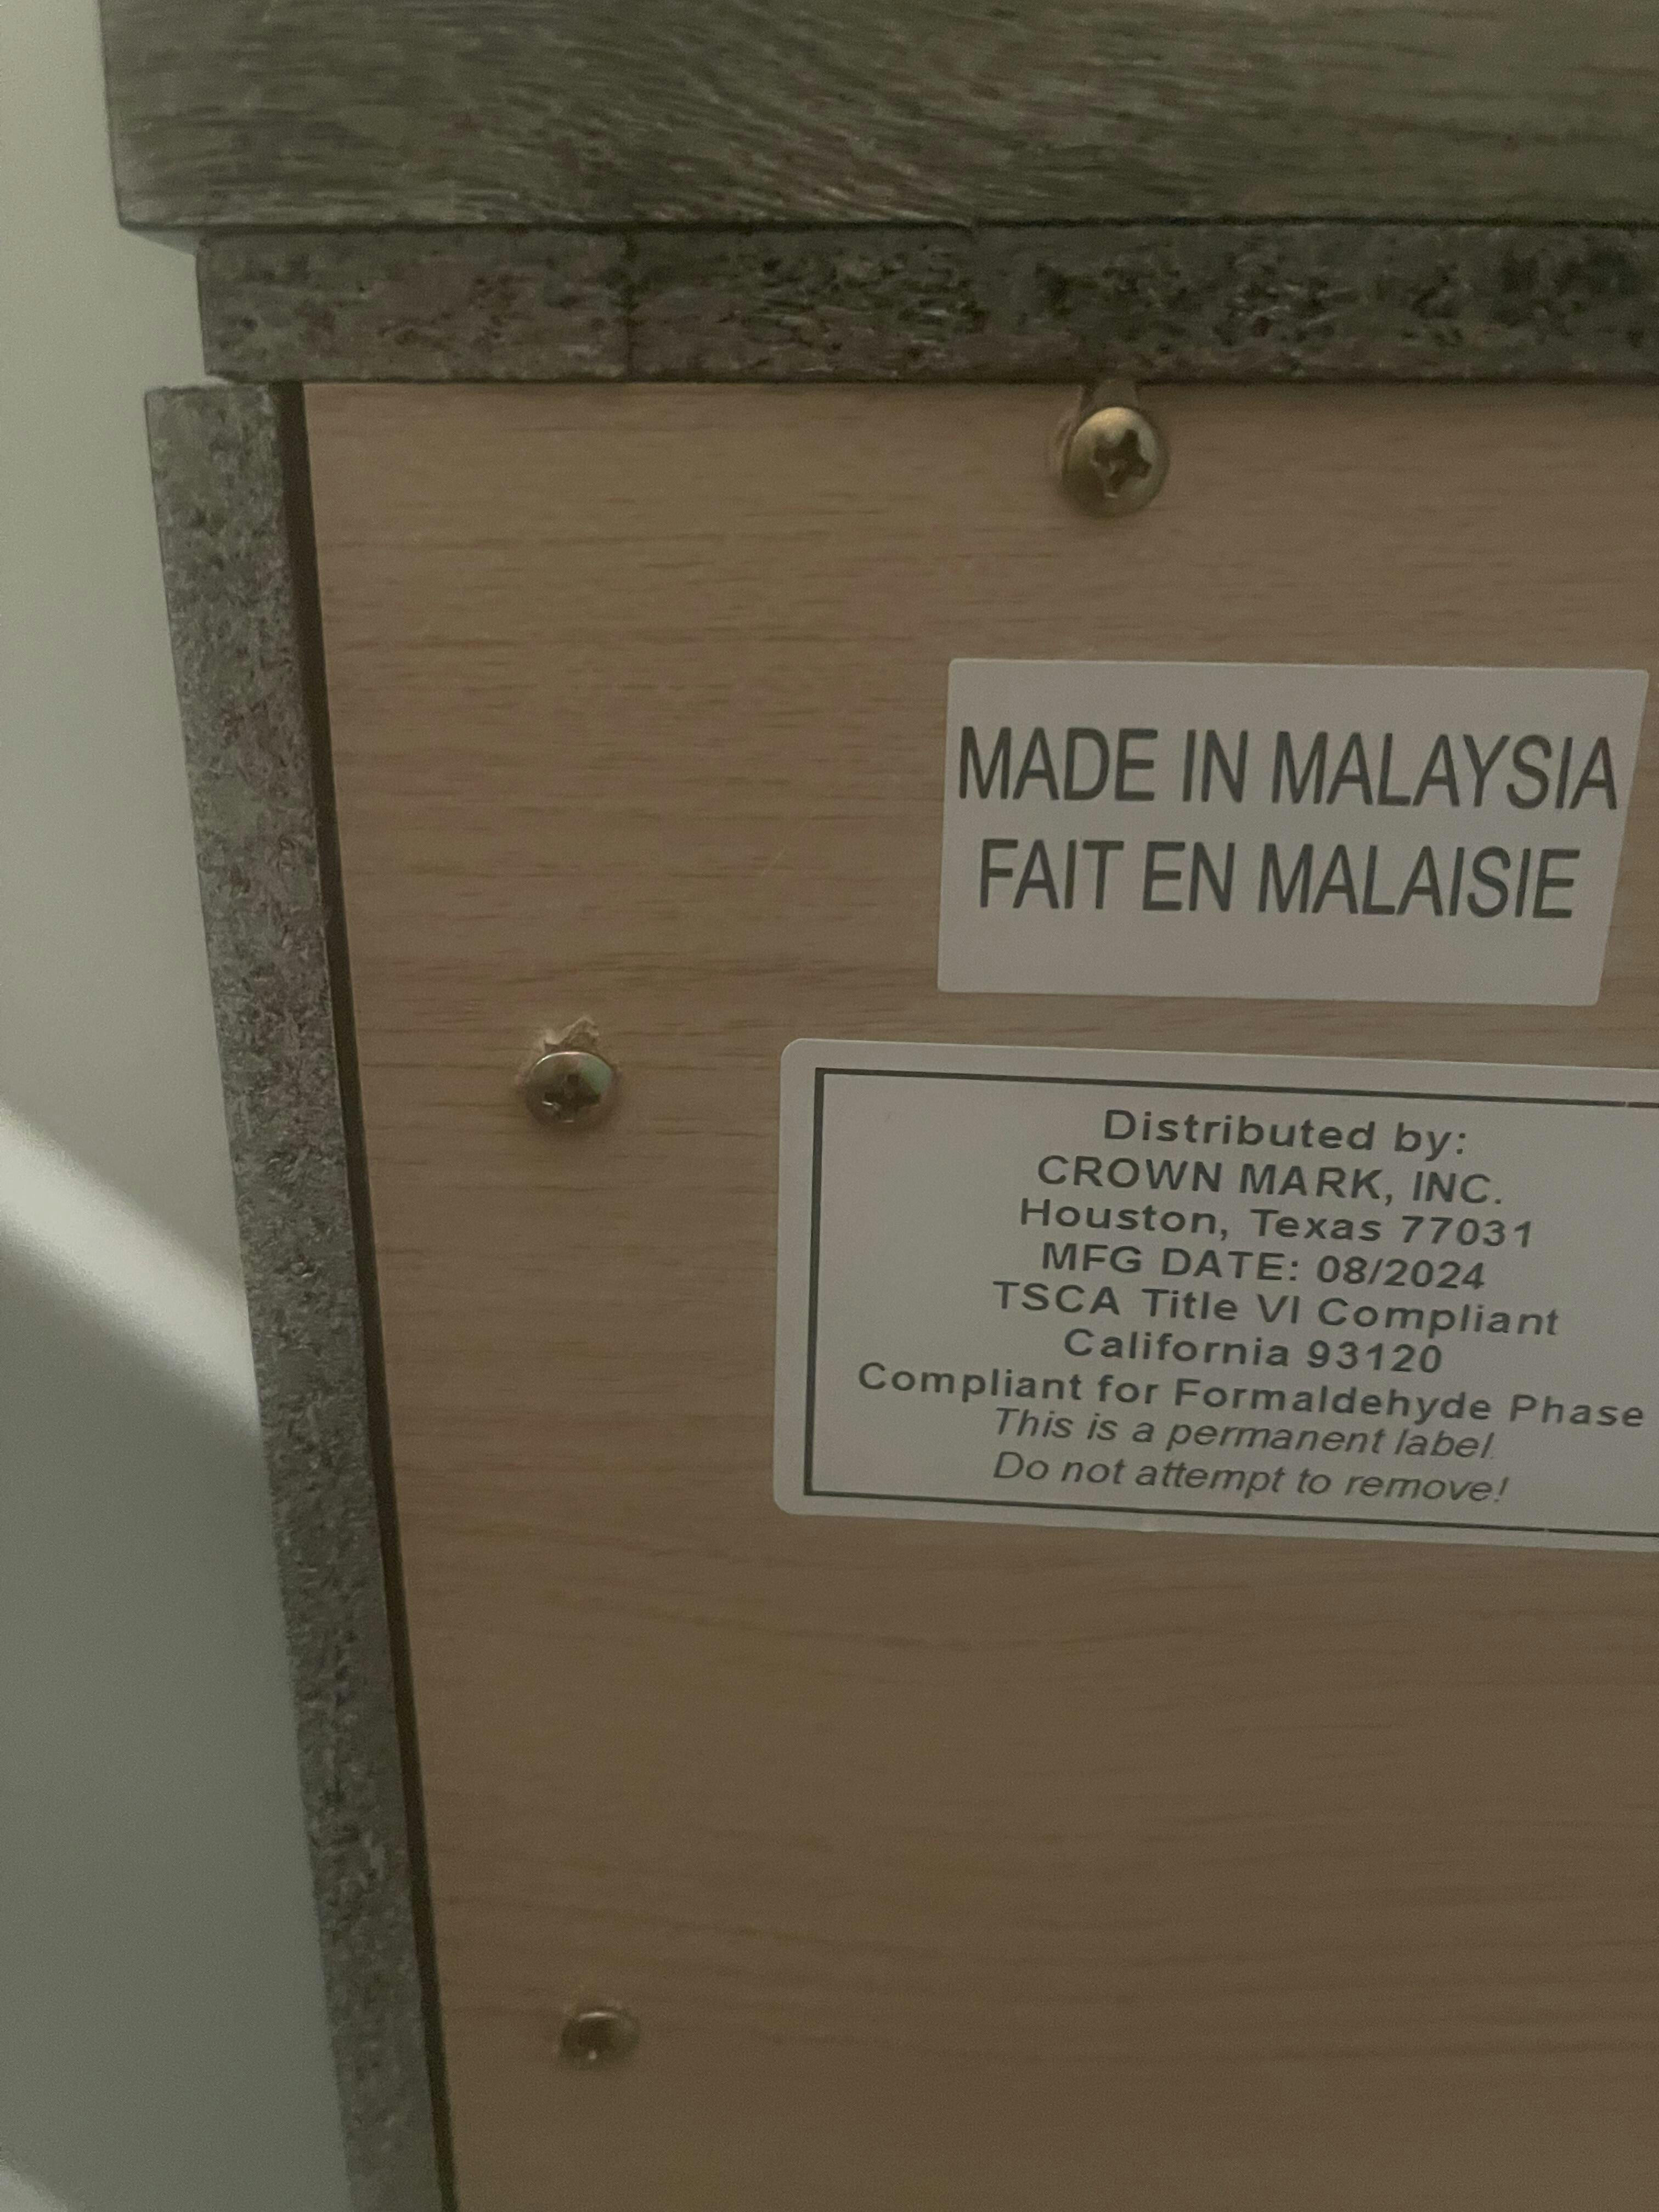 MADE IN MALAYSIA
FAIT EN MALAISIE
Distributed by:
CROWN MARK, INC.
Houston, Texas 77031
MFG DATE: 08/2024
TSCA Title VI Compliant
California 93120
Compliant for Formaldehyde Phase
This is a permanent label.
Do not attempt to remove!